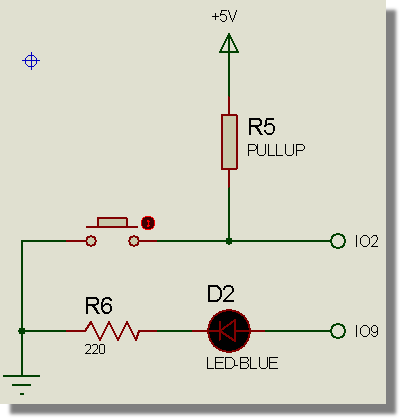 +5V
R5
PULLUP
IO2
R6
220
D2
LED-BLUE
IO9